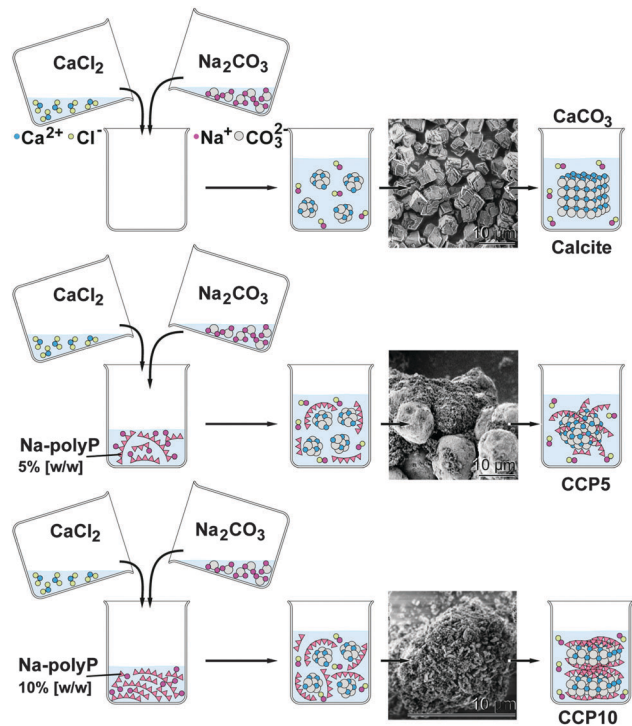 CaCl₂
Na₂CO₃
Ca²⁺ Cl⁻
Na⁺ CO₃²⁻
10 µm
CaCO₃
Calcite
CaCl₂
Na₂CO₃
Na-polyP
5% [w/w]
10 µm
CCP5
CaCl₂
Na₂CO₃
Na-polyP
10% [w/w]
10 µm
CCP10